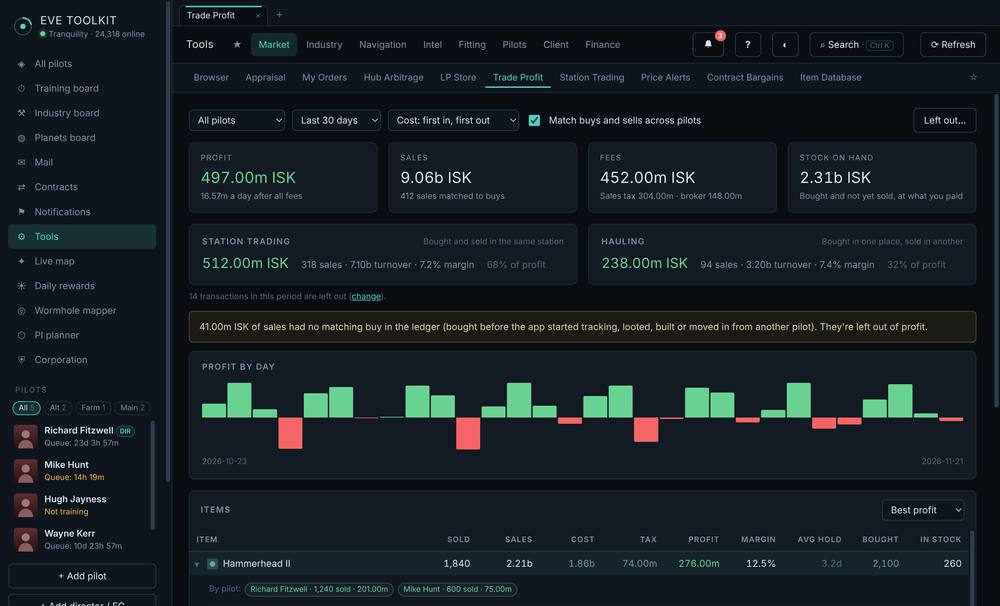 EVE TOOLKIT
Tranquility · 24,318 online
All pilots
Training board
Industry board
Planets board
Mail
Contracts
Notifications
Tools
Live map
Daily rewards
Wormhole mapper
PI planner
Corporation
PILOTS
All 5 Alt 2 Farm 1 Main 2
Richard Fitzwell DIR
Queue: 23d 3h 57m
Mike Hunt
Queue: 14h 19m
Hugh Jayness
Not training
Wayne Kerr
Queue: 10d 23h 57m
+ Add pilot
+ Add director / FC
Trade Profit × +
Tools ★ Market Industry Navigation Intel Fitting Pilots Client Finance 3 ? Search Ctrl K Refresh
Browser Appraisal My Orders Hub Arbitrage LP Store Trade Profit Station Trading Price Alerts Contract Bargains Item Database
All pilots Last 30 days Cost: first in, first out Match buys and sells across pilots Left out...
PROFIT
497.00m ISK
16.57m a day after all fees
SALES
9.06b ISK
412 sales matched to buys
FEES
452.00m ISK
Sales tax 304.00m · broker 148.00m
STOCK ON HAND
2.31b ISK
Bought and not yet sold, at what you paid
STATION TRADING Bought and sold in the same station
512.00m ISK 318 sales · 7.10b turnover · 7.2% margin 68% of profit
HAULING Bought in one place, sold in another
238.00m ISK 94 sales · 3.20b turnover · 7.4% margin 32% of profit
14 transactions in this period are left out (change).
41.00m ISK of sales had no matching buy in the ledger (bought before the app started tracking, looted, built or moved in from another pilot). They're left out of profit.
PROFIT BY DAY
2026-10-23 2026-11-21
ITEMS Best profit
ITEM SOLD SALES COST TAX PROFIT MARGIN AVG HOLD BOUGHT IN STOCK
Hammerhead II 1,840 2.21b 1.86b 74.00m 276.00m 12.5% 3.2d 2,100 260
By pilot: Richard Fitzwell · 1,240 sold · 201.00m Mike Hunt · 600 sold · 75.00m